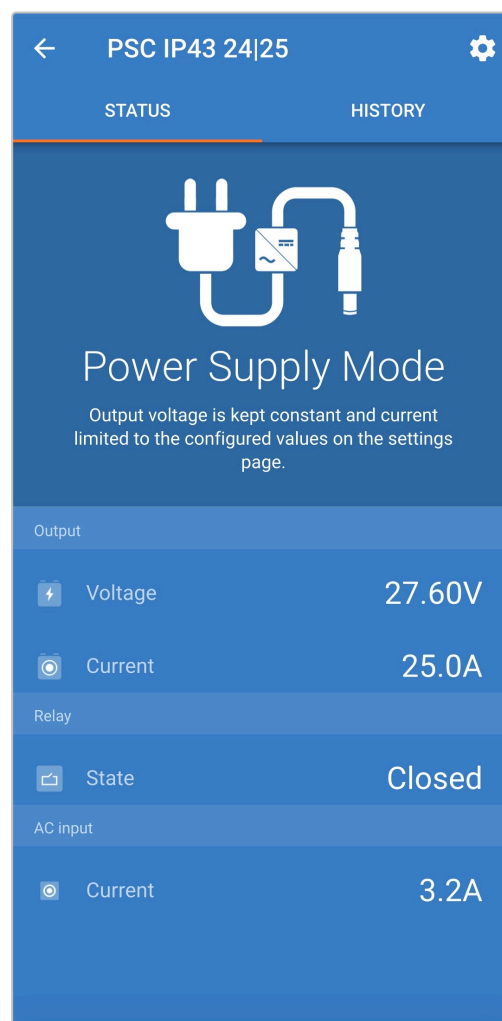 PSC IP43 24|25
STATUS HISTORY
Power Supply Mode
Output voltage is kept constant and current
limited to the configured values on the settings
page.
Output
Voltage 27.60V
Current 25.0A
Relay
State Closed
AC input
Current 3.2A